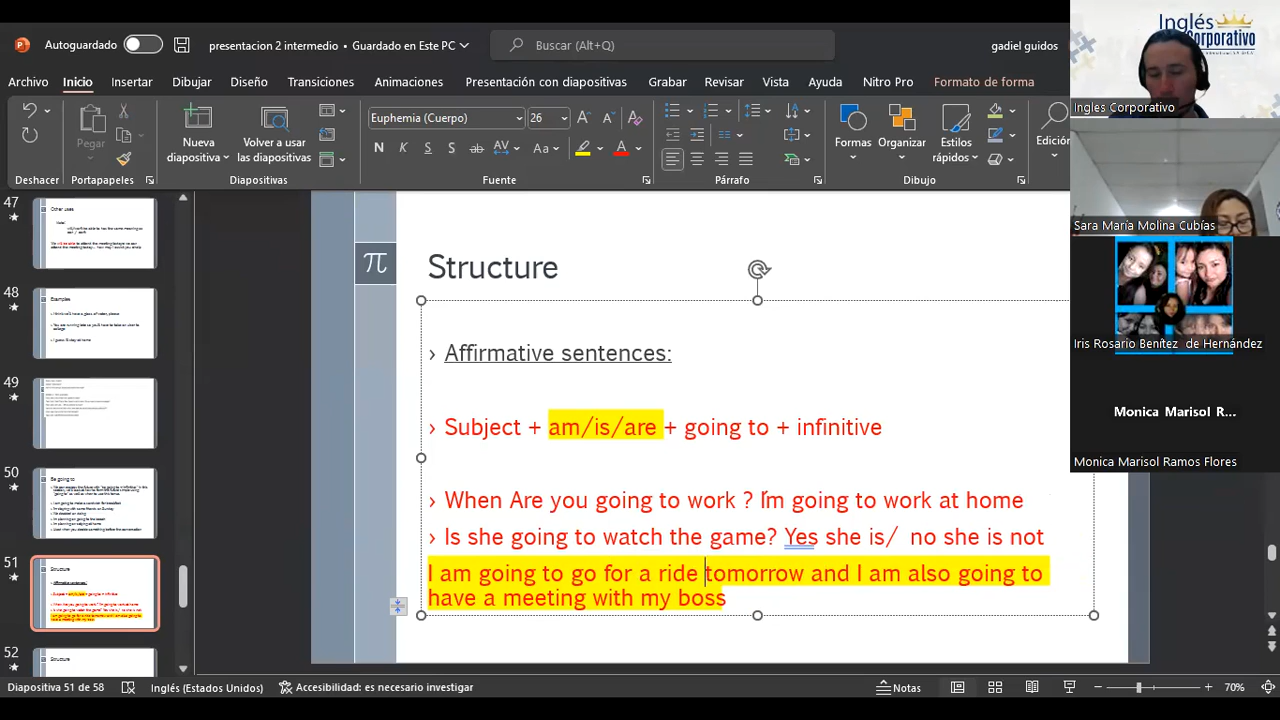 Autoguardado
presentacion 2 intermedio • Guardado en Este PC
Buscar (Alt+Q)
gadiel guidos
Archivo Inicio Insertar Dibujar Diseño Transiciones Animaciones Presentación con diapositivas Grabar Revisar Vista Ayuda Nitro Pro Formato de forma
Pegar
Nueva diapositiva
Volver a usar las diapositivas
Euphemia (Cuerpo) 26
N K S S ab AV Aa A
Formas Organizar Estilos rápidos Edición
Deshacer Portapapeles Diapositivas Fuente Párrafo Dibujo
47
48
49
50
51
52
Other uses
Examples
Be going to
Structure
Structure
π
Structure
› Affirmative sentences:
› Subject + am/is/are + going to + infinitive
› When Are you going to work ? I'm going to work at home
› Is she going to watch the game? Yes she is/ no she is not
I am going to go for a ride tomorrow and I am also going to
have a meeting with my boss
Inglés
Corporativo
Ingles Corporativo
Sara María Molina Cubías
Iris Rosario Benítez de Hernández
Monica Marisol R...
Monica Marisol Ramos Flores
Diapositiva 51 de 58 Inglés (Estados Unidos) Accesibilidad: es necesario investigar Notas 70%